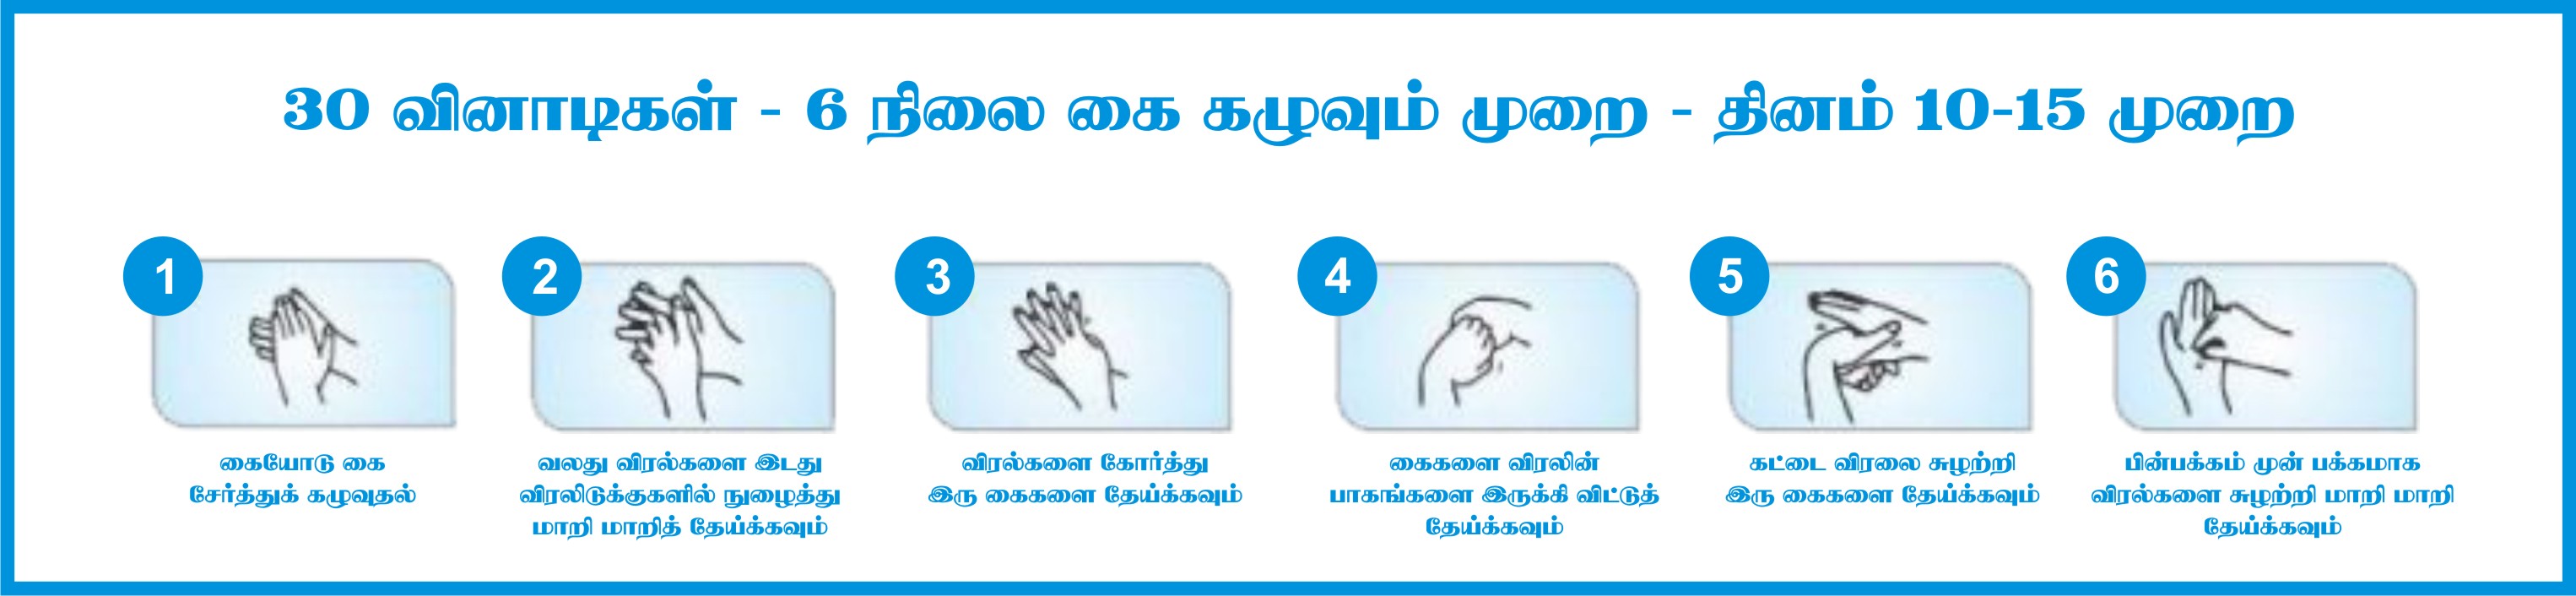 30 வினாடிகள் - 6 நிலை கை கழுவும் முறை - தினம் 10-15 முறை
1
கையோடு கை
சேர்த்துக் கழுவுதல்
2
வலது விரல்களை இடது
விரலிடுக்குகளில் நுழைத்து
மாறி மாறித் தேய்க்கவும்
3
விரல்களை கோர்த்து
இரு கைகளை தேய்க்கவும்
4
கைகளை விரலின்
பாகங்களை இருக்கி விட்டுத்
தேய்க்கவும்
5
கட்டை விரலை சுழற்றி
இரு கைகளை தேய்க்கவும்
6
பின்பக்கம் முன் பக்கமாக
விரல்களை சுழற்றி மாறி மாறி
தேய்க்கவும்